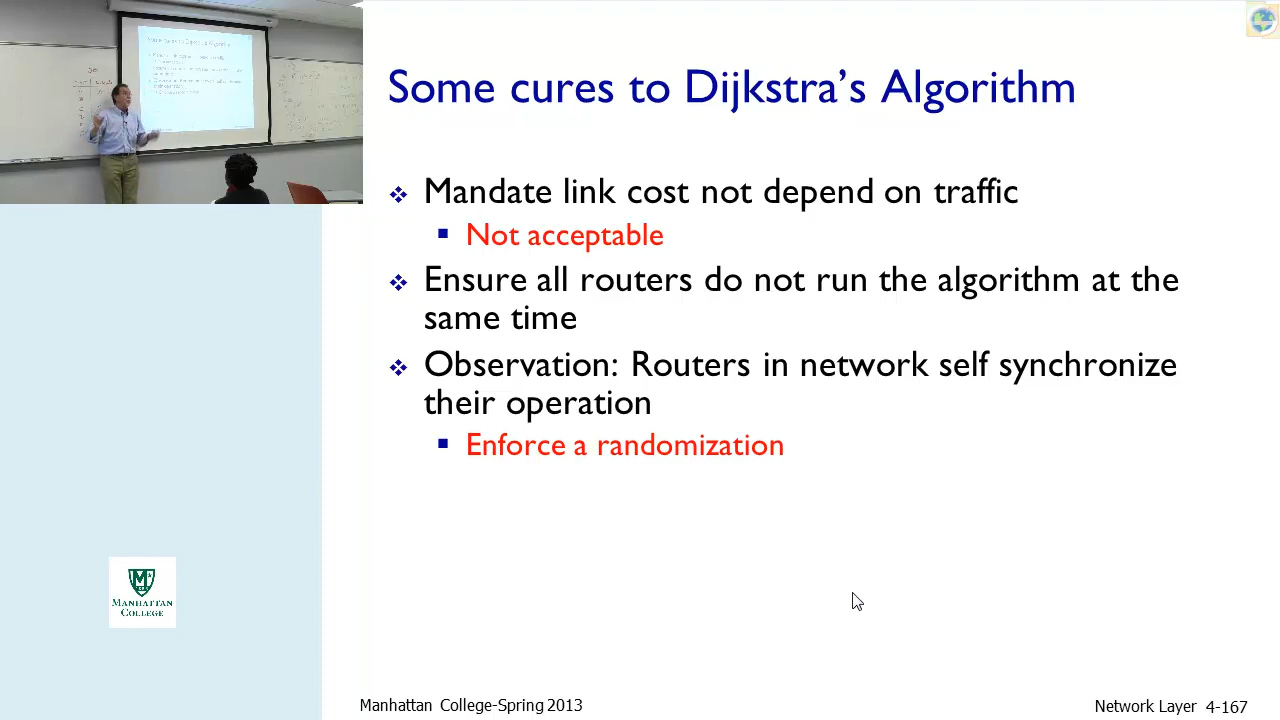 Some cures to Dijkstra's Algorithm
Mandate link cost not depend on traffic
Not acceptable
Ensure all routers do not run the algorithm at the
same time
Observation: Routers in network self synchronize
their operation
Enforce a randomization
MANHATTAN
COLLEGE
Manhattan College-Spring 2013
Network Layer 4-167